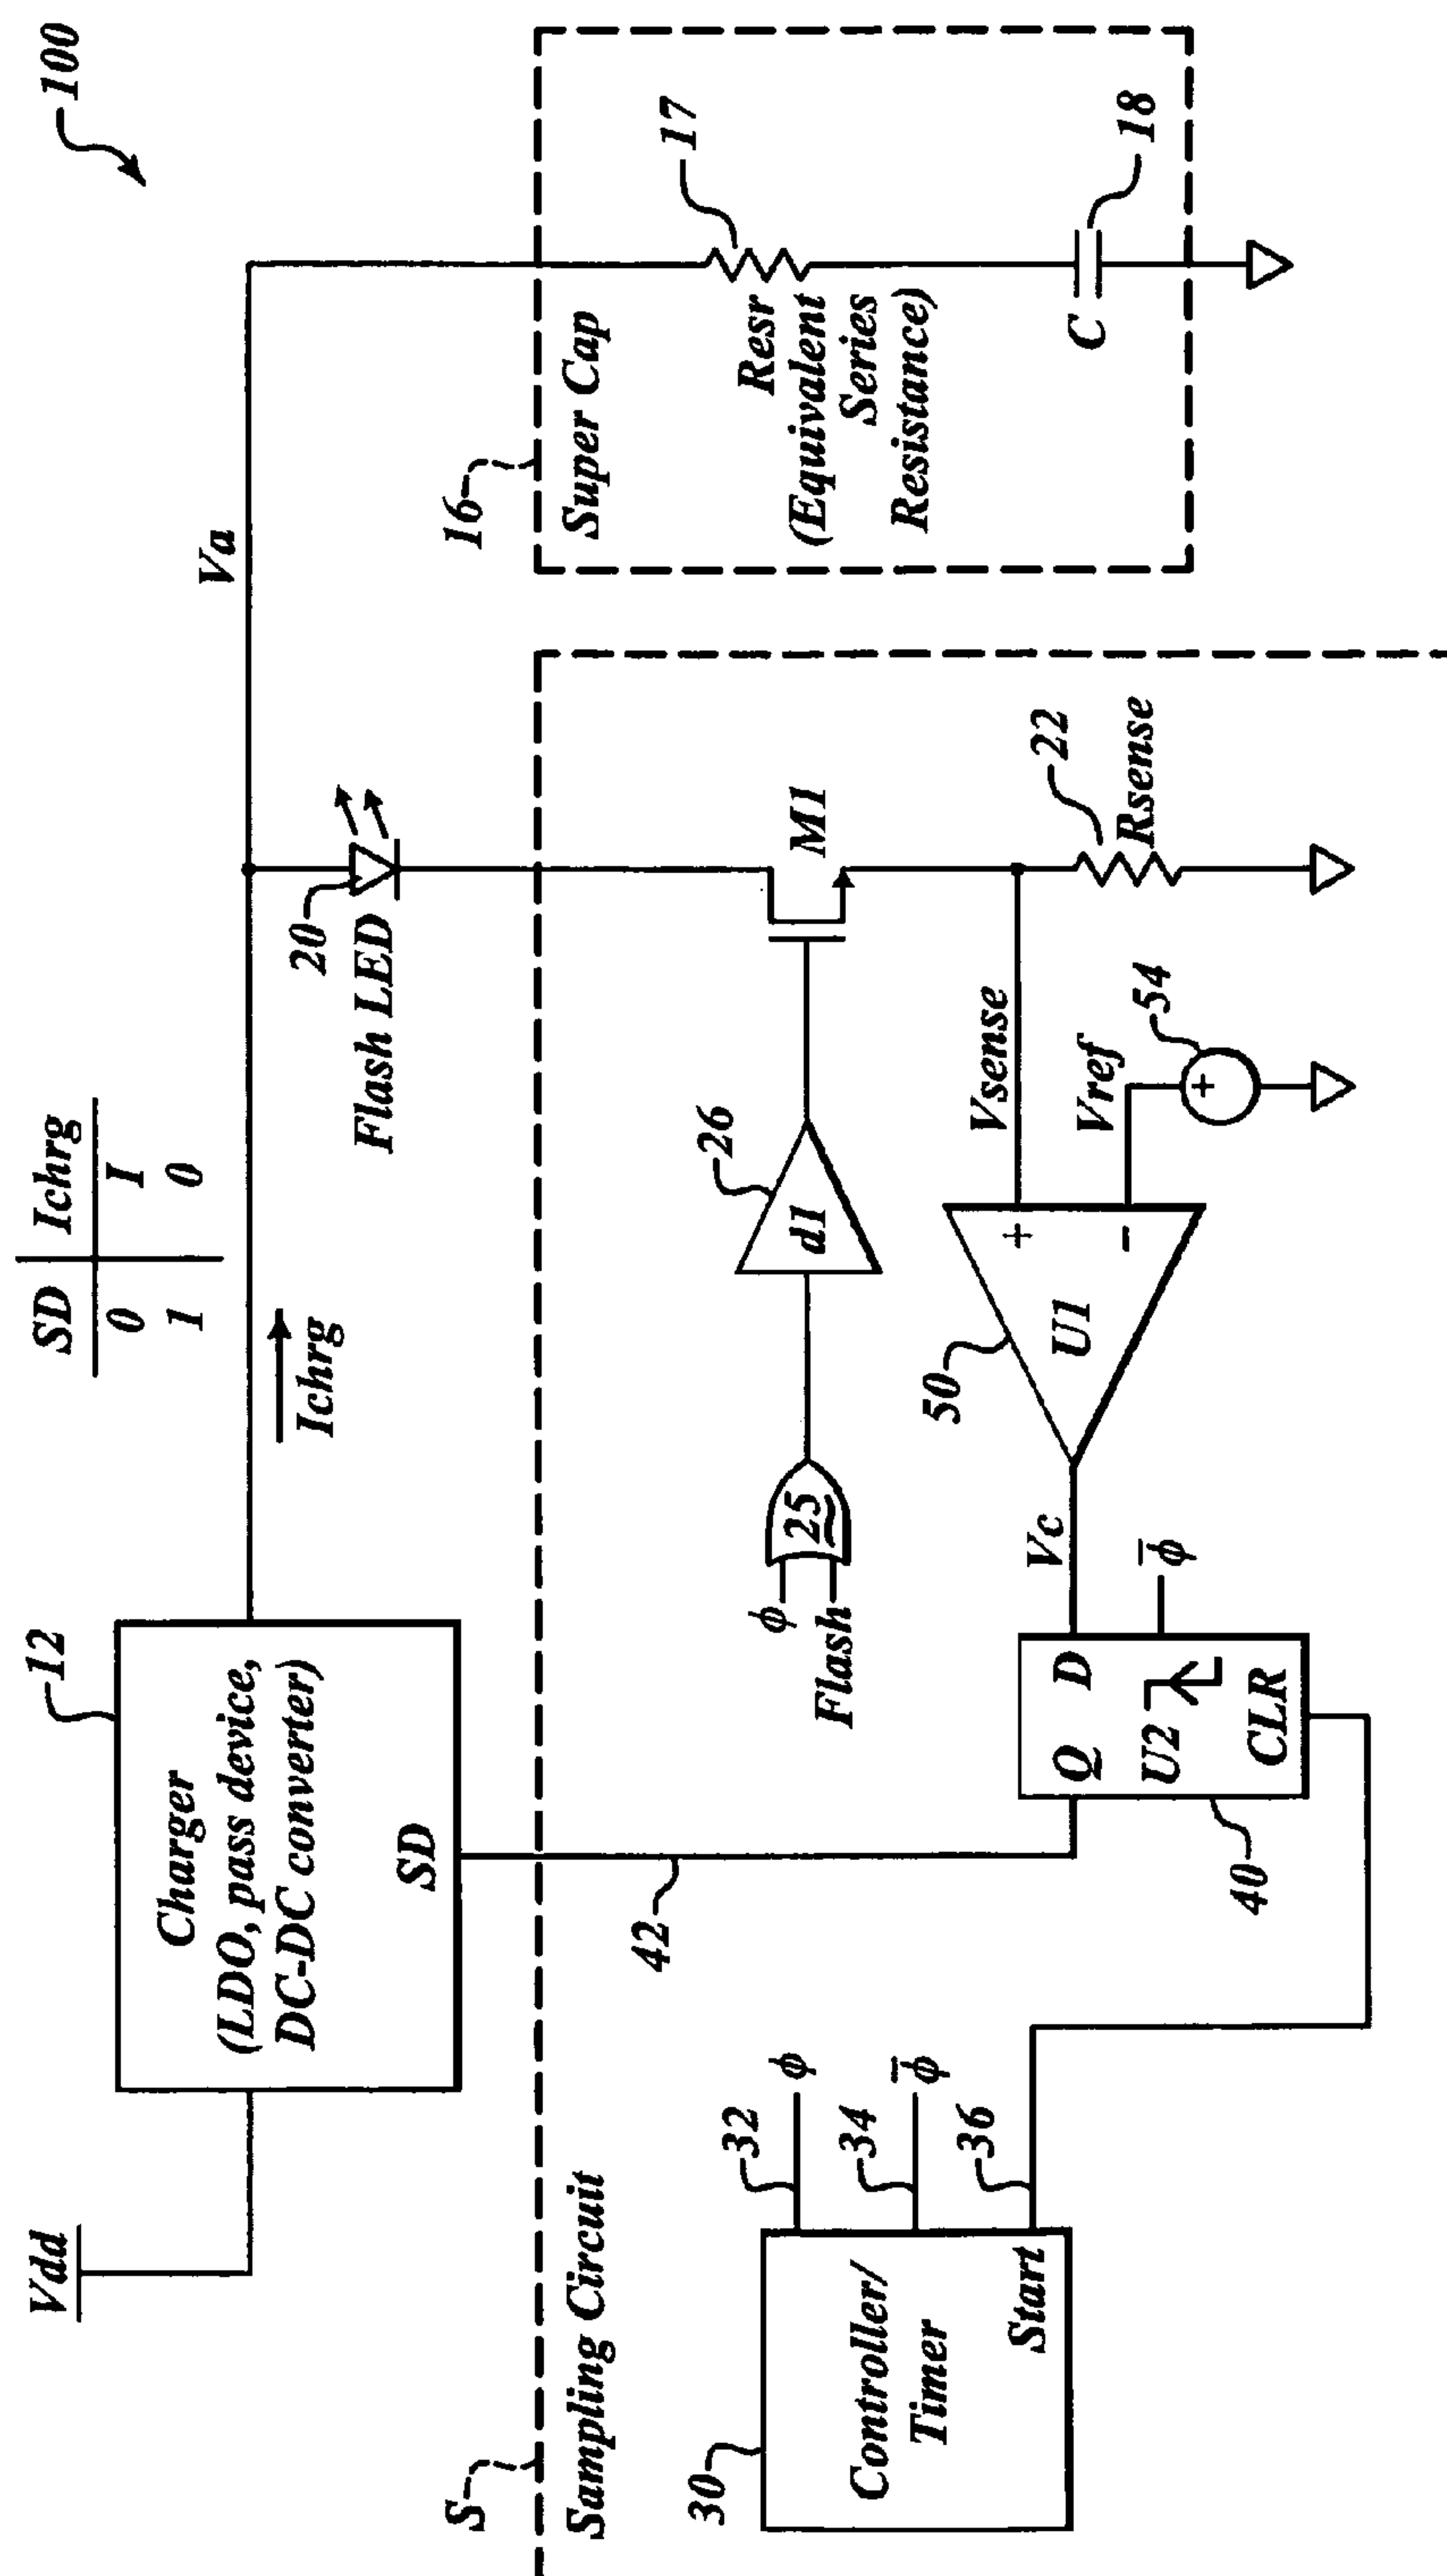 100
Vdd
12
Charger
(LDO, pass device,
DC-DC converter)
SD
SD Ichrg
0 I
1 0
Ichrg
Va
20
Flash LED
16
Super Cap
17
Resr
(Equivalent
Series
Resistance)
C
18
S
Sampling Circuit
30
Controller/
Timer
Start
32
ϕ
34
ϕ̅
36
42
ϕ
Flash
25
26
d1
M1
Vsense
22
Rsense
Vref
54
+
50
U1
+
−
Vc
Q D
U2
CLR
ϕ̅
40